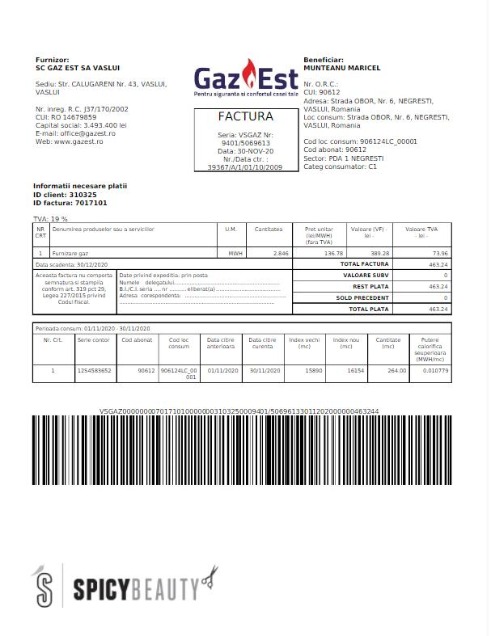 Furnizor:
SC GAZ EST SA VASLUI
Sediu: Str. CALUGARENI Nr. 43, VASLUI,
VASLUI
Nr. inreg. R.C. J37/170/2002
CUI: RO 14679859
Capital social: 3.493.400 lei
E-mail: office@gazest.ro
Web: www.gazest.ro
Gaz Est
Pentru siguranta si confortul casei tale
FACTURA
Seria: VSGAZ Nr:
9401/5069613
Data: 30-NOV-20
Nr./Data ctr. :
39367/A/1/01/10/2009
Beneficiar:
MUNTEANU MARICEL
Nr. O.R.C.:
CUI: 90612
Adresa: Strada OBOR, Nr. 6, NEGRESTI,
VASLUI, Romania
Loc consum: Strada OBOR, Nr. 6, NEGRESTI,
VASLUI, Romania
Cod loc consum: 906124LC_00001
Cod abonat: 90612
Sector: PDA 1 NEGRESTI
Categ consumator: C1
Informatii necesare platii
ID client: 310325
ID factura: 7017101
TVA: 19 %
NR CRT. Denumirea produselor sau a serviciilor U.M. Cantitatea Pret unitar (lei/MWH) (fara TVA) Valoare (VF) - lei - Valoare TVA - lei -
1 Furnizare gaz MWH 2.846 136.78 389.28 73.96
Data scadenta: 30/12/2020 TOTAL FACTURA 463.24
Aceasta factura nu comporta
semnatura si stampila
conform art. 319 pct 29,
Legea 227/2015 privind
Codul fiscal.
Date privind expeditia: prin posta
Numele delegatului
B.I./C.I. seria .... nr ........ eliberat(a)
Adresa corespondenta:
VALOARE SUBV 0
REST PLATA 463.24
SOLD PRECEDENT 0
TOTAL PLATA 463.24
Perioada consum: 01/11/2020 - 30/11/2020
Nr. Crt. Serie contor Cod abonat Cod loc consum Data citire anterioara Data citire curenta Index vechi (mc) Index nou (mc) Cantitate (mc) Putere calorifica superioara (MWH/mc)
1 1254583652 90612 906124LC_00001 01/11/2020 30/11/2020 15890 16154 264.00 0.010779
SPICYBEAUTY